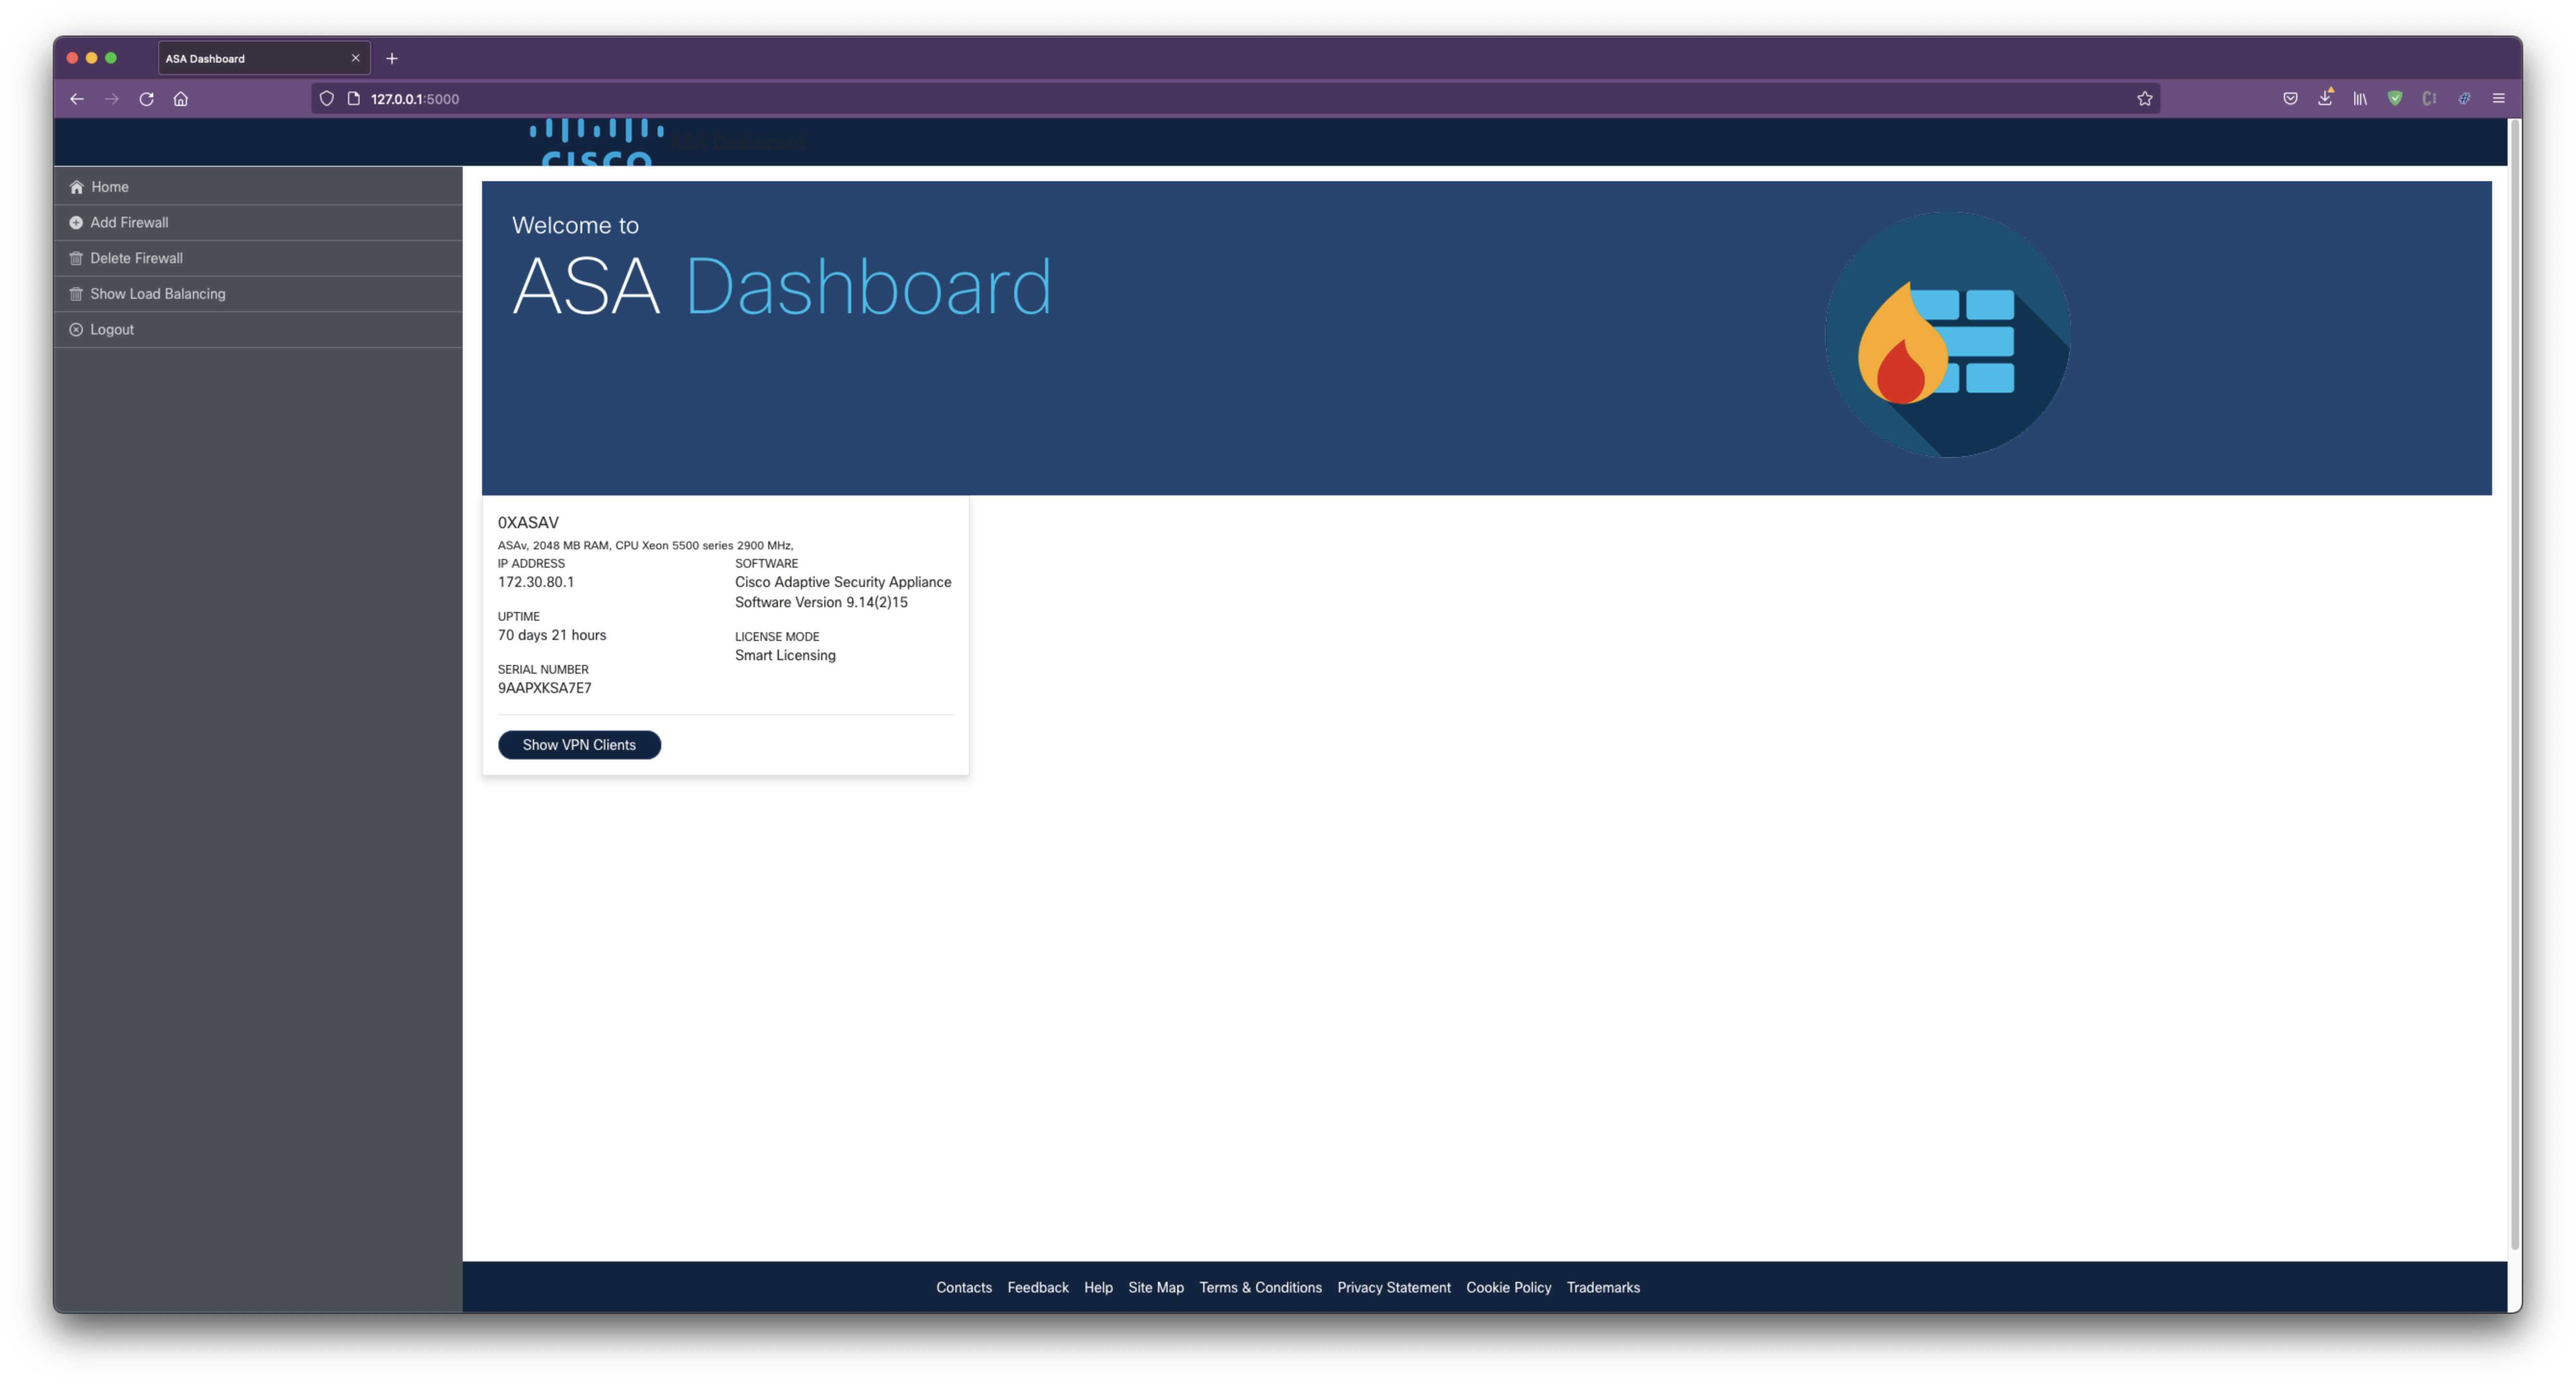 ASA Dashboard
127.0.0.1:5000
CISCO
Home
Add Firewall
Delete Firewall
Show Load Balancing
Logout
Welcome to
ASA Dashboard
0XASAV
ASAv, 2048 MB RAM, CPU Xeon 5500 series 2900 MHz,
IP ADDRESS
172.30.80.1
UPTIME
70 days 21 hours
SERIAL NUMBER
9AAPXKSA7E7
SOFTWARE
Cisco Adaptive Security Appliance
Software Version 9.14(2)15
LICENSE MODE
Smart Licensing
Show VPN Clients
Contacts Feedback Help Site Map Terms & Conditions Privacy Statement Cookie Policy Trademarks